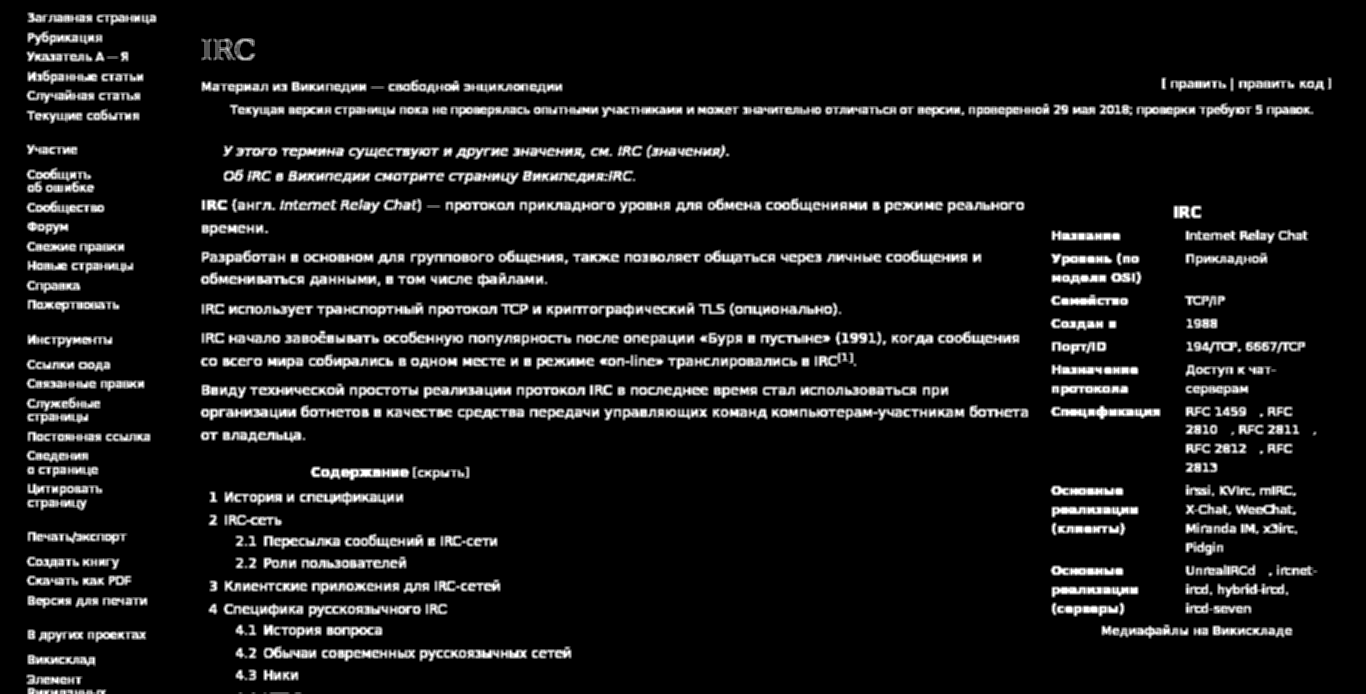 Заглавная страница
Рубрикация
Указатель А — Я
Избранные статьи
Случайная статья
Текущие события
Участие
Сообщить
об ошибке
Сообщество
Форум
Свежие правки
Новые страницы
Справка
Пожертвовать
Инструменты
Ссылки сюда
Связанные правки
Служебные
страницы
Постоянная ссылка
Сведения
о странице
Цитировать
страницу
Печать/экспорт
Создать книгу
Скачать как PDF
Версия для печати
В других проектах
Викисклад
Элемент
Викиданных
IRC
Материал из Википедии — свободной энциклопедии
[ править | править код ]
Текущая версия страницы пока не проверялась опытными участниками и может значительно отличаться от версии, проверенной 29 мая 2018; проверки требуют 5 правок.
У этого термина существуют и другие значения, см. IRC (значения).
Об IRC в Википедии смотрите страницу Википедия:IRC.
IRC (англ. Internet Relay Chat) — протокол прикладного уровня для обмена сообщениями в режиме реального
времени.
Разработан в основном для группового общения, также позволяет общаться через личные сообщения и
обмениваться данными, в том числе файлами.
IRC использует транспортный протокол TCP и криптографический TLS (опционально).
IRC начало завоёвывать особенную популярность после операции «Буря в пустыне» (1991), когда сообщения
со всего мира собирались в одном месте и в режиме «on-line» транслировались в IRC[1].
Ввиду технической простоты реализации протокол IRC в последнее время стал использоваться при
организации ботнетов в качестве средства передачи управляющих команд компьютерам-участникам ботнета
от владельца.
Содержание [скрыть]
1 История и спецификации
2 IRC-сеть
2.1 Пересылка сообщений в IRC-сети
2.2 Роли пользователей
3 Клиентские приложения для IRC-сетей
4 Специфика русскоязычного IRC
4.1 История вопроса
4.2 Обычаи современных русскоязычных сетей
4.3 Ники
IRC
Название Internet Relay Chat
Уровень (по Прикладной
модели OSI)
Семейство TCP/IP
Создан в 1988
Порт/ID 194/TCP, 6667/TCP
Назначение Доступ к чат-
протокола серверам
Спецификация RFC 1459 , RFC
2810 , RFC 2811 ,
RFC 2812 , RFC
2813
Основные irssi, KVIrc, mIRC,
реализации X-Chat, WeeChat,
(клиенты) Miranda IM, x3irc,
Pidgin
Основные UnrealIRCd , ircnet-
реализации ircd, hybrid-ircd,
(серверы) ircd-seven
Медиафайлы на Викискладе